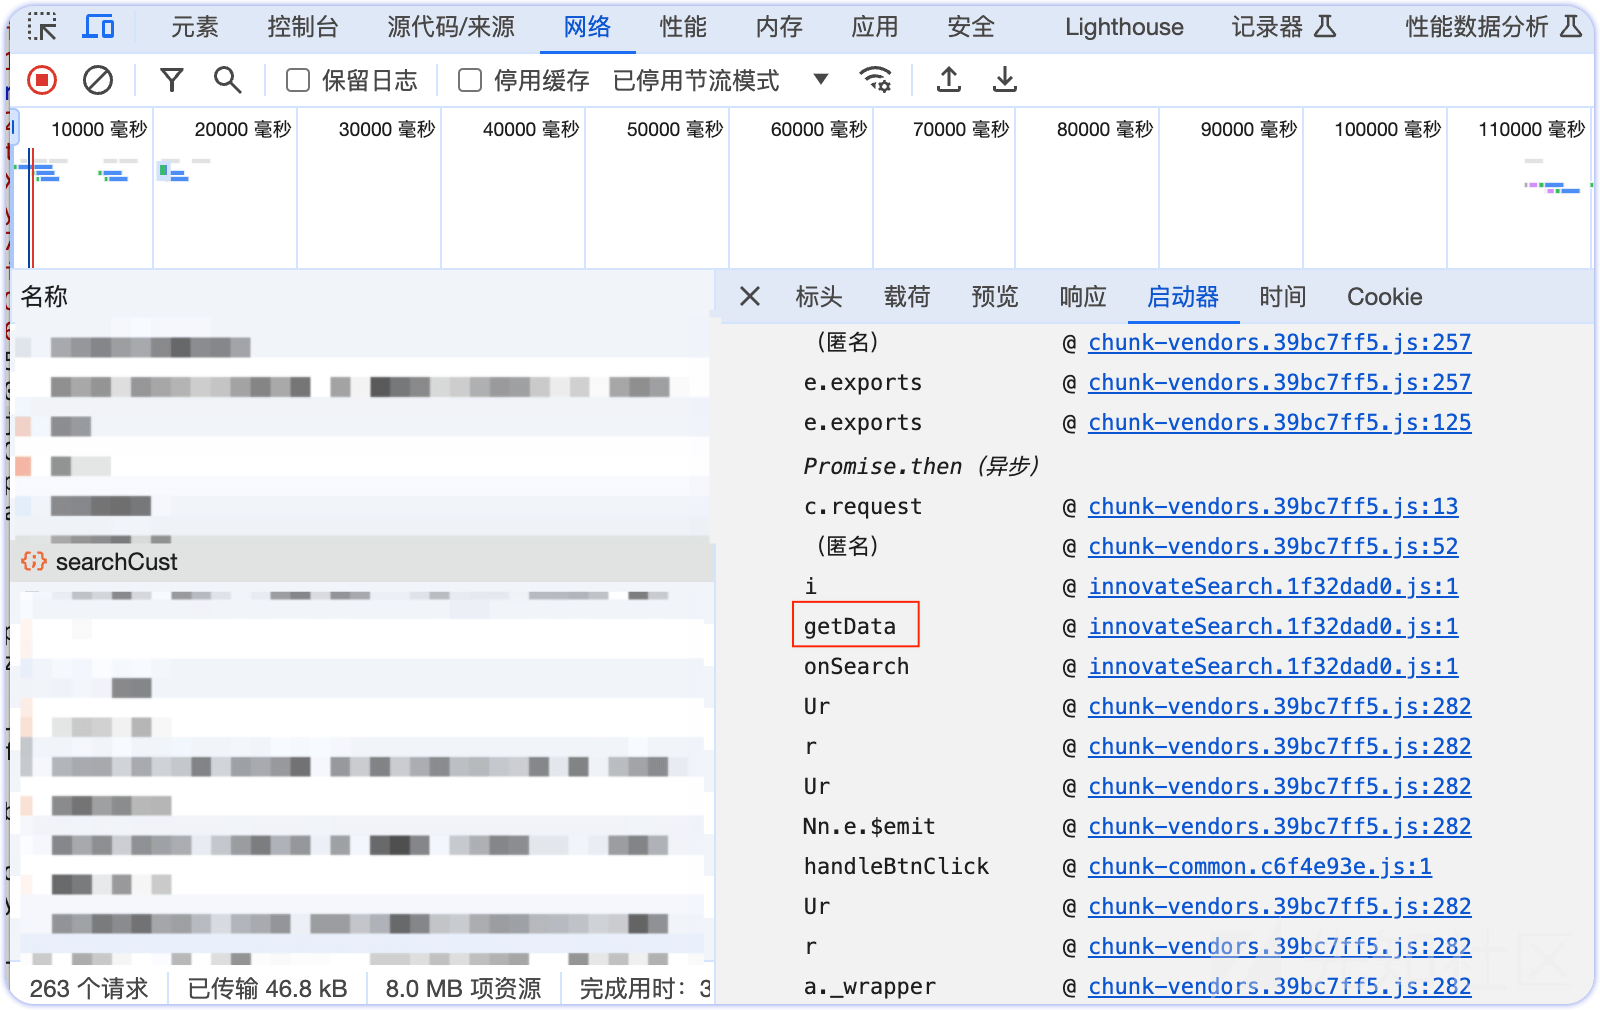 元素 控制台 源代码/来源 网络 性能 内存 应用 安全 Lighthouse 记录器 性能数据分析
保留日志 停用缓存 已停用节流模式
10000 毫秒 20000 毫秒 30000 毫秒 40000 毫秒 50000 毫秒 60000 毫秒 70000 毫秒 80000 毫秒 90000 毫秒 100000 毫秒 110000 毫秒
名称
searchCust
263 个请求 已传输 46.8 kB 8.0 MB 项资源 完成用时：
标头 载荷 预览 响应 启动器 时间 Cookie
（匿名） @ chunk-vendors.39bc7ff5.js:257
e.exports @ chunk-vendors.39bc7ff5.js:257
e.exports @ chunk-vendors.39bc7ff5.js:125
Promise.then（异步）
c.request @ chunk-vendors.39bc7ff5.js:13
（匿名） @ chunk-vendors.39bc7ff5.js:52
i @ innovateSearch.1f32dad0.js:1
getData @ innovateSearch.1f32dad0.js:1
onSearch @ innovateSearch.1f32dad0.js:1
Ur @ chunk-vendors.39bc7ff5.js:282
r @ chunk-vendors.39bc7ff5.js:282
Ur @ chunk-vendors.39bc7ff5.js:282
Nn.e.$emit @ chunk-vendors.39bc7ff5.js:282
handleBtnClick @ chunk-common.c6f4e93e.js:1
Ur @ chunk-vendors.39bc7ff5.js:282
r @ chunk-vendors.39bc7ff5.js:282
a._wrapper @ chunk-vendors.39bc7ff5.js:282